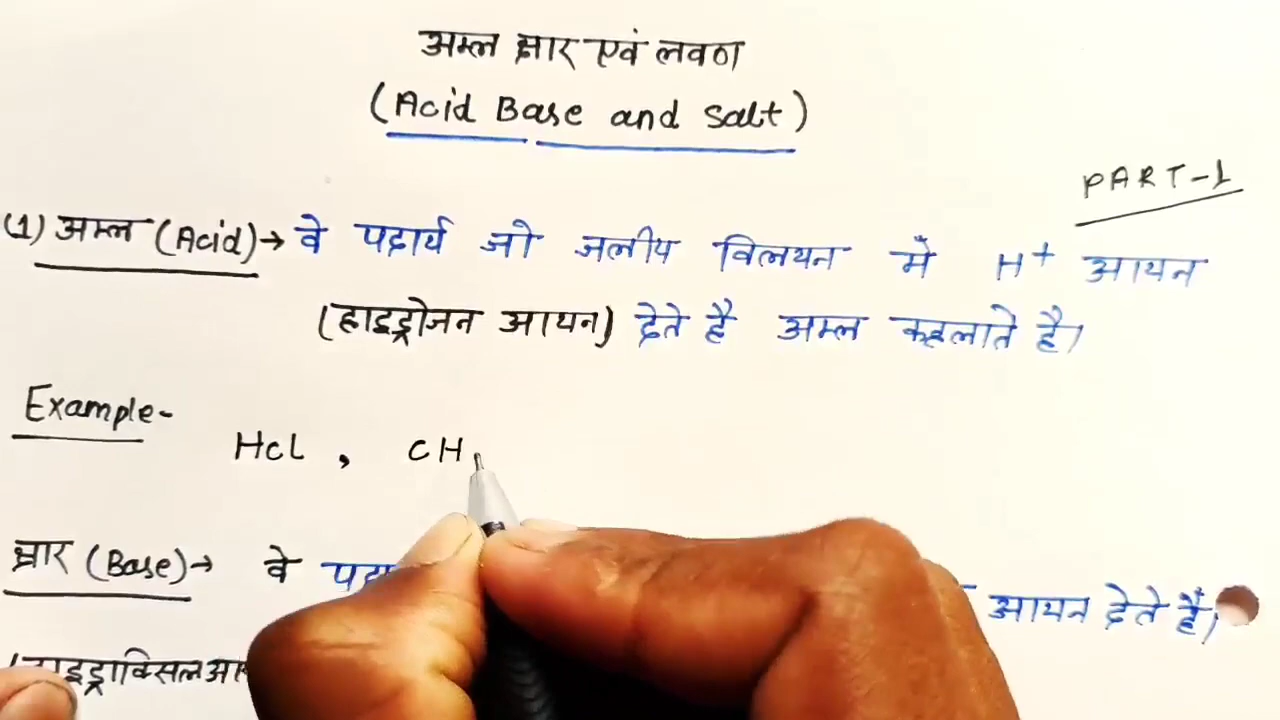 अम्ल क्षार एवं लवण
(Acid Base and Salt)
PART-1
(1) अम्ल (Acid)→ वे पदार्थ जो जलीय विलयन में H⁺ आयन
(हाइड्रोजन आयन) देते है अम्ल कहलाते है।
Example-
HCl , CH
क्षार (Base)→ वे आयन देते हैं।